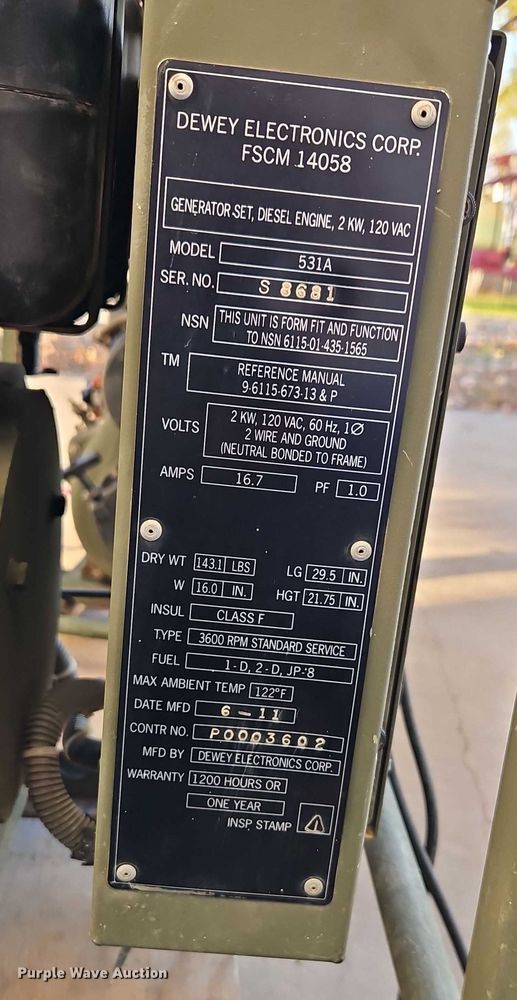 DEWEY ELECTRONICS CORP.
FSCM 14058
GENERATOR SET, DIESEL ENGINE, 2 KW, 120 VAC
MODEL 531A
SER. NO. S 8681
NSN THIS UNIT IS FORM FIT AND FUNCTION
TO NSN 6115-01-435-1565
TM REFERENCE MANUAL
9-6115-673-13 & P
VOLTS 2 KW, 120 VAC, 60 Hz, 1Ø
2 WIRE AND GROUND
(NEUTRAL BONDED TO FRAME)
AMPS 16.7 PF 1.0
DRY WT 143.1 LBS LG 29.5 IN.
W 16.0 IN. HGT 21.75 IN.
INSUL CLASS F
TYPE 3600 RPM STANDARD SERVICE
FUEL 1-D, 2-D, JP-8
MAX AMBIENT TEMP 122°F
DATE MFD 6-11
CONTR NO. P0003602
MFD BY DEWEY ELECTRONICS CORP.
WARRANTY 1200 HOURS OR
ONE YEAR
INSP STAMP
Purple Wave Auction